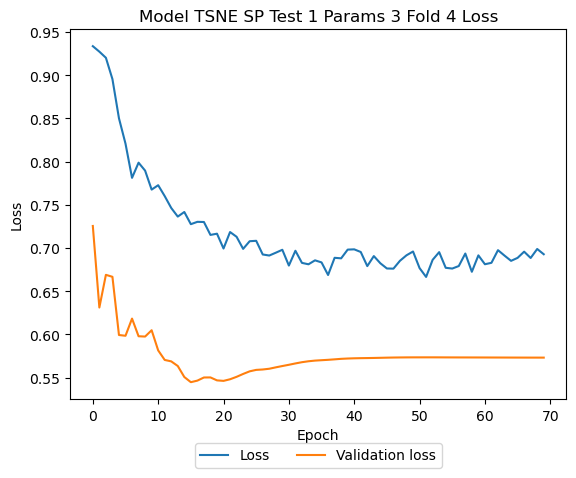 Model TSNE SP Test 1 Params 3 Fold 4 Loss
0.95
0.90
0.85
0.80
0.75
0.70
0.65
0.60
0.55
Loss
0 10 20 30 40 50 60 70
Epoch
Loss Validation loss